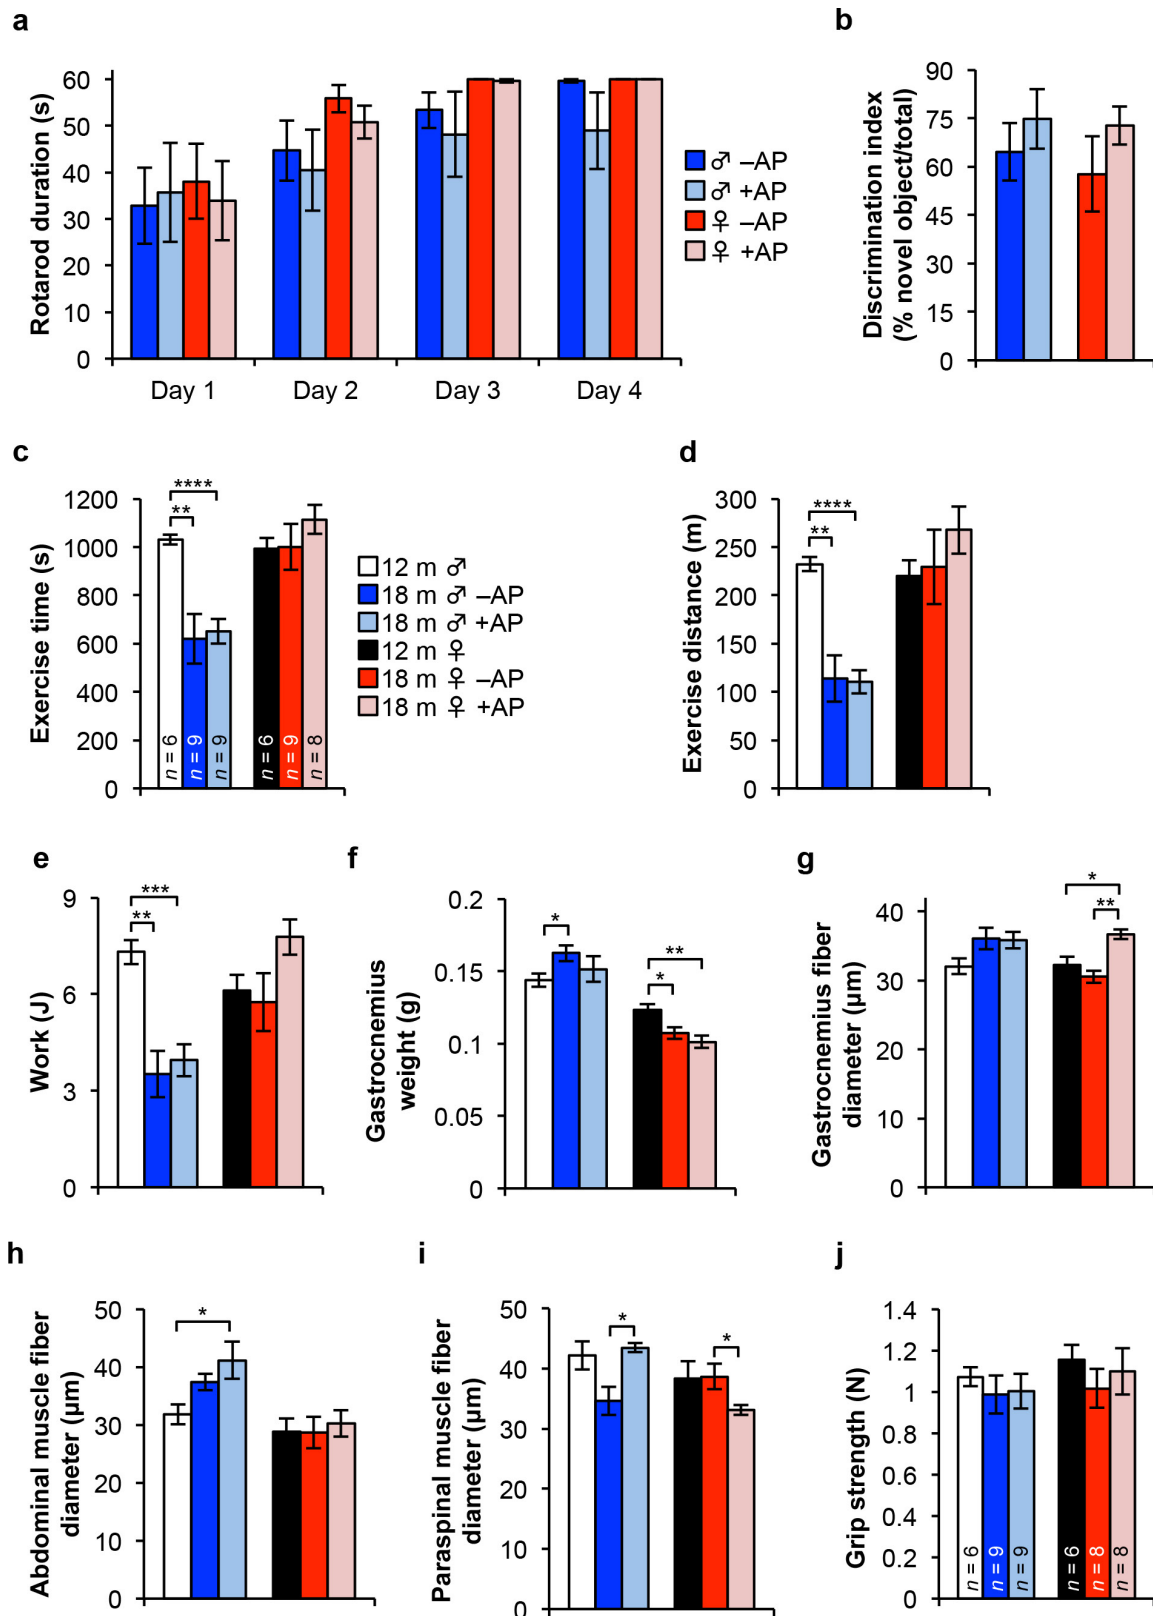 a
Rotarod duration (s)
60
50
40
30
20
10
0
Day 1
Day 2
Day 3
Day 4
♂ –AP
♂ +AP
♀ –AP
♀ +AP
b
Discrimination index
(% novel object/total)
90
75
60
45
30
15
0
c
Exercise time (s)
1200
1000
800
600
400
200
0
****
**
n = 6
n = 9
n = 9
n = 6
n = 9
n = 8
12 m ♂
18 m ♂ –AP
18 m ♂ +AP
12 m ♀
18 m ♀ –AP
18 m ♀ +AP
d
Exercise distance (m)
300
250
200
150
100
50
0
****
**
e
Work (J)
9
6
3
0
***
**
f
Gastrocnemius
weight (g)
0.2
0.15
0.1
0.05
0
*
**
*
g
Gastrocnemius fiber
diameter (µm)
40
30
20
10
0
*
**
h
Abdominal muscle fiber
diameter (µm)
50
40
30
20
10
0
*
i
Paraspinal muscle fiber
diameter (µm)
50
40
30
20
10
0
*
*
j
Grip strength (N)
1.4
1.2
1
0.8
0.6
0.4
0.2
0
n = 6
n = 9
n = 9
n = 6
n = 8
n = 8